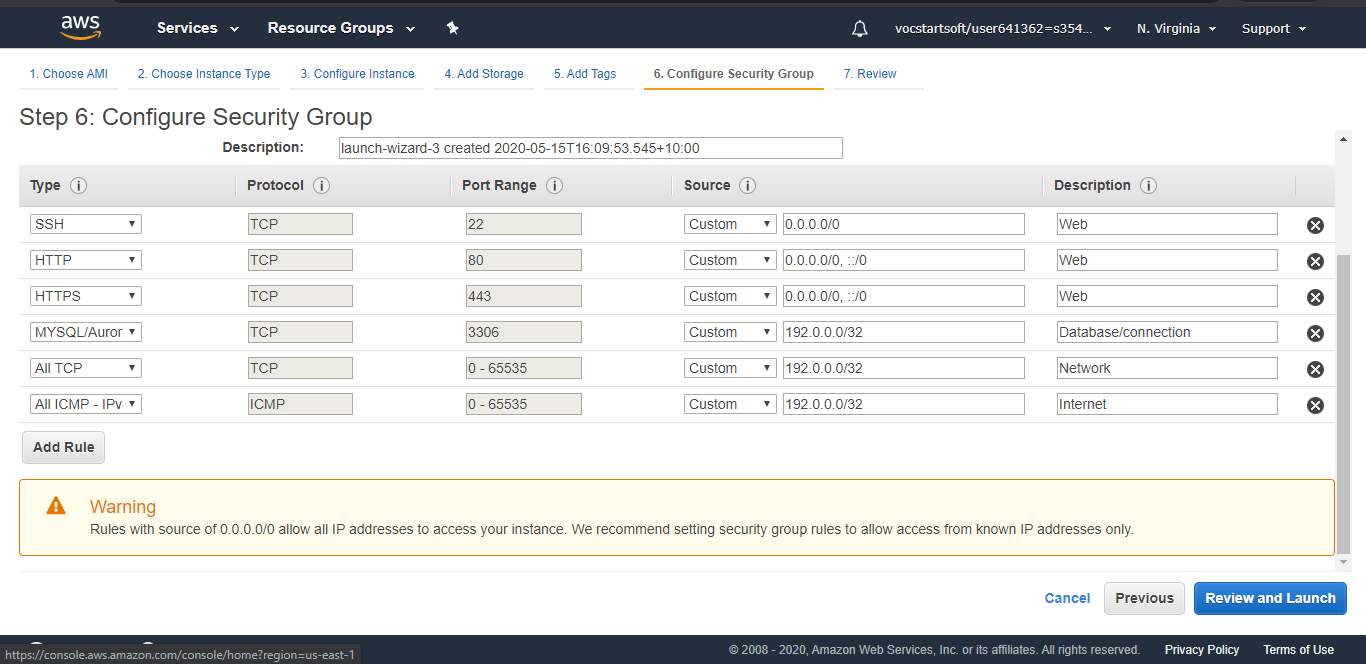 aws
Services
Resource Groups
vocstartsoft/user641362=s354...
N. Virginia
Support
1. Choose AMI
2. Choose Instance Type
3. Configure Instance
4. Add Storage
5. Add Tags
6. Configure Security Group
7. Review
Step 6: Configure Security Group
Description: launch-wizard-3 created 2020-05-15T16:09:53.545+10:00
Type i Protocol i Port Range i Source i Description i
SSH TCP 22 Custom 0.0.0.0/0 Web
HTTP TCP 80 Custom 0.0.0.0/0, ::/0 Web
HTTPS TCP 443 Custom 0.0.0.0/0, ::/0 Web
MYSQL/Auror TCP 3306 Custom 192.0.0.0/32 Database/connection
All TCP TCP 0 - 65535 Custom 192.0.0.0/32 Network
All ICMP - IPv ICMP 0 - 65535 Custom 192.0.0.0/32 Internet
Add Rule
Warning
Rules with source of 0.0.0.0/0 allow all IP addresses to access your instance. We recommend setting security group rules to allow access from known IP addresses only.
Cancel
Previous
Review and Launch
https://console.aws.amazon.com/console/home?region=us-east-1
© 2008 - 2020, Amazon Web Services, Inc. or its affiliates. All rights reserved.
Privacy Policy
Terms of Use